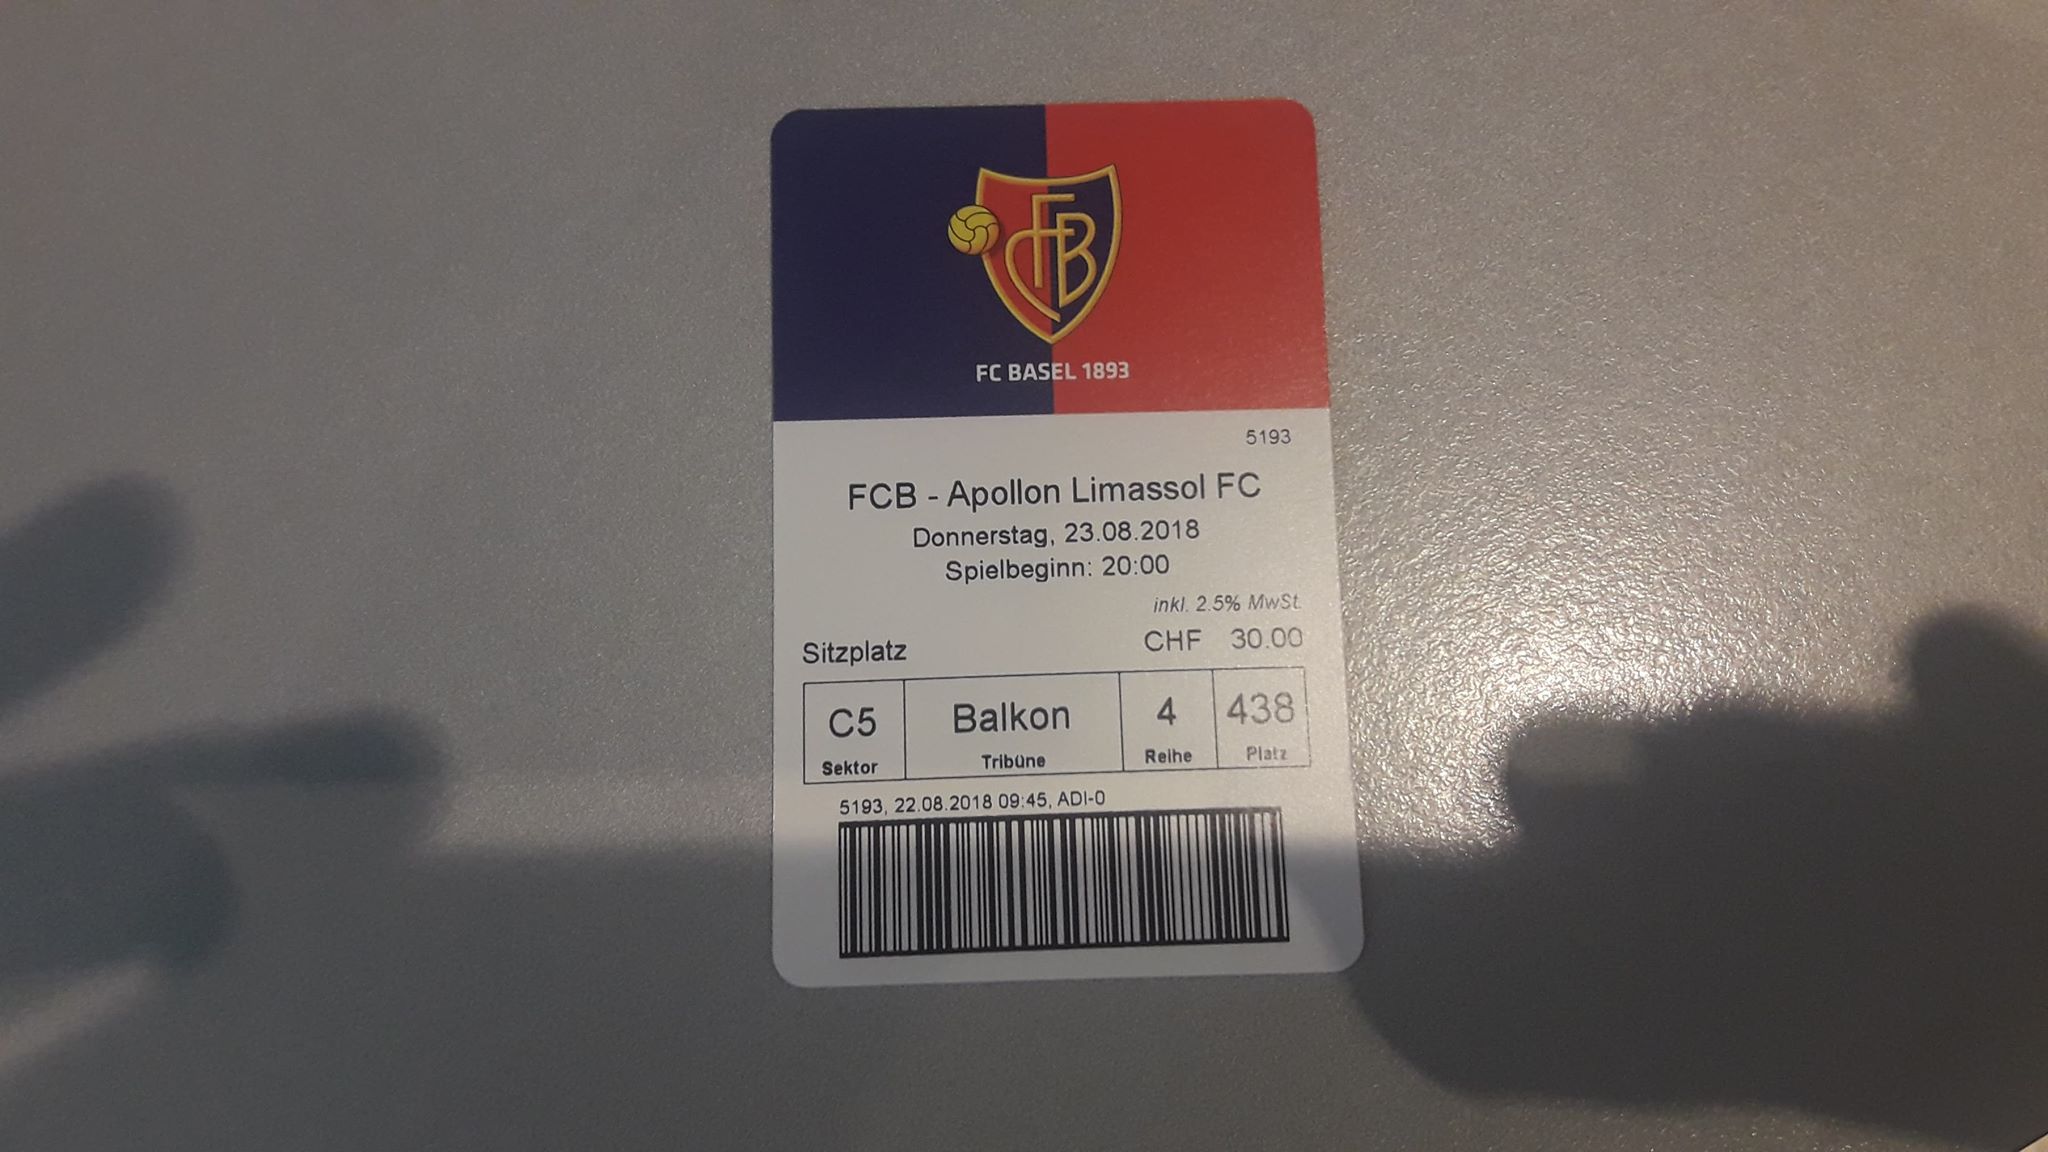 FCB
FC BASEL 1893
5193
FCB - Apollon Limassol FC
Donnerstag, 23.08.2018
Spielbeginn: 20:00
inkl. 2.5% MwSt.
Sitzplatz CHF 30.00
C5 Balkon 4 438
Sektor Tribüne Reihe Platz
5193, 22.08.2018 09:45, ADI-0